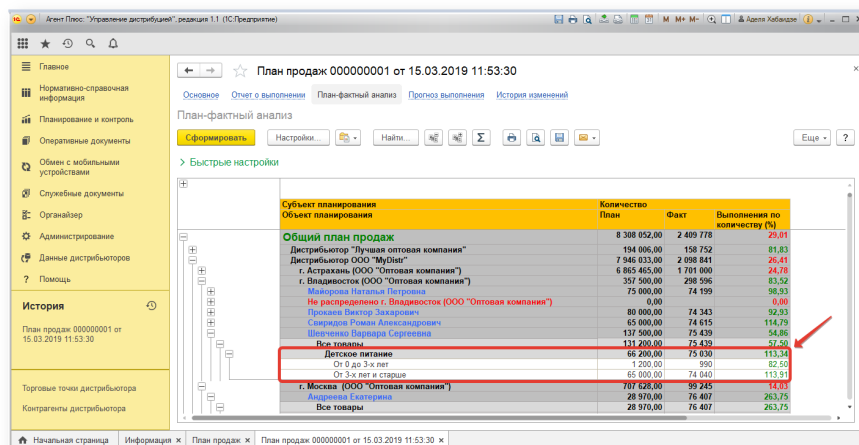 Агент Плюс: "Управление дистрибуцией", редакция 1.1 (1С:Предприятие)
M M+ M- Аделя Хабаидзе
Главное
Нормативно-справочная
информация
Планирование и контроль
Оперативные документы
Обмен с мобильными
устройствами
Служебные документы
Органайзер
Администрирование
Данные дистрибьюторов
? Помощь
История
План продаж 000000001 от
15.03.2019 11:53:30
Торговые точки дистрибьютора
Контрагенты дистрибьютора
План продаж 000000001 от 15.03.2019 11:53:30
Основное Отчет о выполнении План-фактный анализ Прогноз выполнения История изменений
План-фактный анализ
Сформировать Настройки... Найти... Σ Еще ?
Быстрые настройки
Субъект планирования Количество
Объект планирования План Факт Выполнения по
количеству (%)
Общий план продаж 8 308 052,00 2 409 778 29,01
Дистрибьютор "Лучшая оптовая компания" 194 006,00 158 752 81,83
Дистрибьютор ООО "MyDistr" 7 946 033,00 2 098 841 26,41
г. Астрахань (ООО "Оптовая компания") 6 865 465,00 1 701 000 24,78
г. Владивосток (ООО "Оптовая компания") 357 500,00 298 596 83,52
Майорова Наталья Петровна 75 000,00 74 199 98,93
Не распределено г. Владивосток (ООО "Оптовая компания") 0,00 0,00
Прокаев Виктор Захарович 80 000,00 74 343 92,93
Свиридов Роман Александрович 65 000,00 74 615 114,79
Шевченко Варвара Сергеевна 137 500,00 75 439 54,86
Все товары 131 200,00 75 439 57,50
Детское питание 66 200,00 75 030 113,34
От 0 до 3-х лет 1 200,00 990 82,50
От 3-х лет и старше 65 000,00 74 040 113,91
г. Москва (ООО "Оптовая компания") 707 628,00 99 245 14,03
Андреева Екатерина 28 970,00 76 407 263,75
Все товары 28 970,00 76 407 263,75
Начальная страница Информация × План продаж × План продаж 000000001 от 15.03.2019 11:53:30 ×